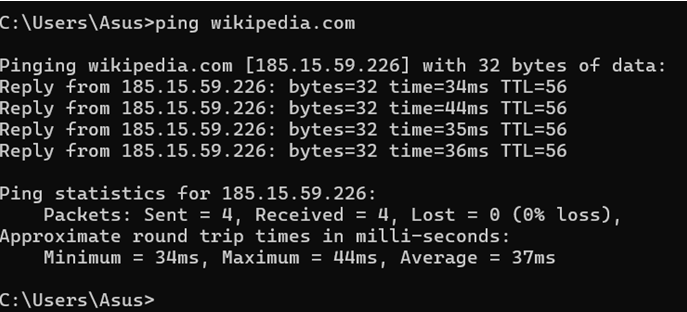 C:\Users\Asus>ping wikipedia.com
Pinging wikipedia.com [185.15.59.226] with 32 bytes of data:
Reply from 185.15.59.226: bytes=32 time=34ms TTL=56
Reply from 185.15.59.226: bytes=32 time=44ms TTL=56
Reply from 185.15.59.226: bytes=32 time=35ms TTL=56
Reply from 185.15.59.226: bytes=32 time=36ms TTL=56
Ping statistics for 185.15.59.226:
    Packets: Sent = 4, Received = 4, Lost = 0 (0% loss),
Approximate round trip times in milli-seconds:
    Minimum = 34ms, Maximum = 44ms, Average = 37ms
C:\Users\Asus>